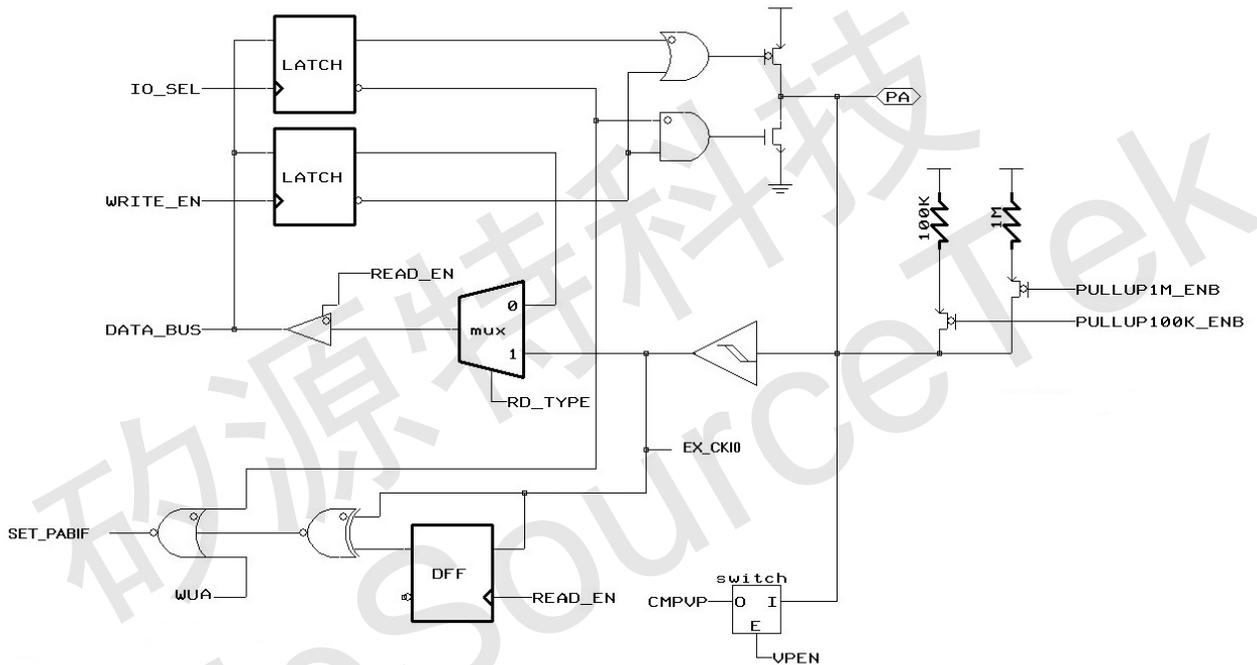 LATCH
IO_SEL
PA
LATCH
WRITE_EN
100K
1M
READ_EN
PULLUP1M_ENB
DATA_BUS
0
mux
1
PULLUP100K_ENB
RD_TYPE
EX_CKI0
SET_PABIF
DFF
WUA
READ_EN
switch
CMPVP
O I
E
VPEN
矽源特科技
SourceTek